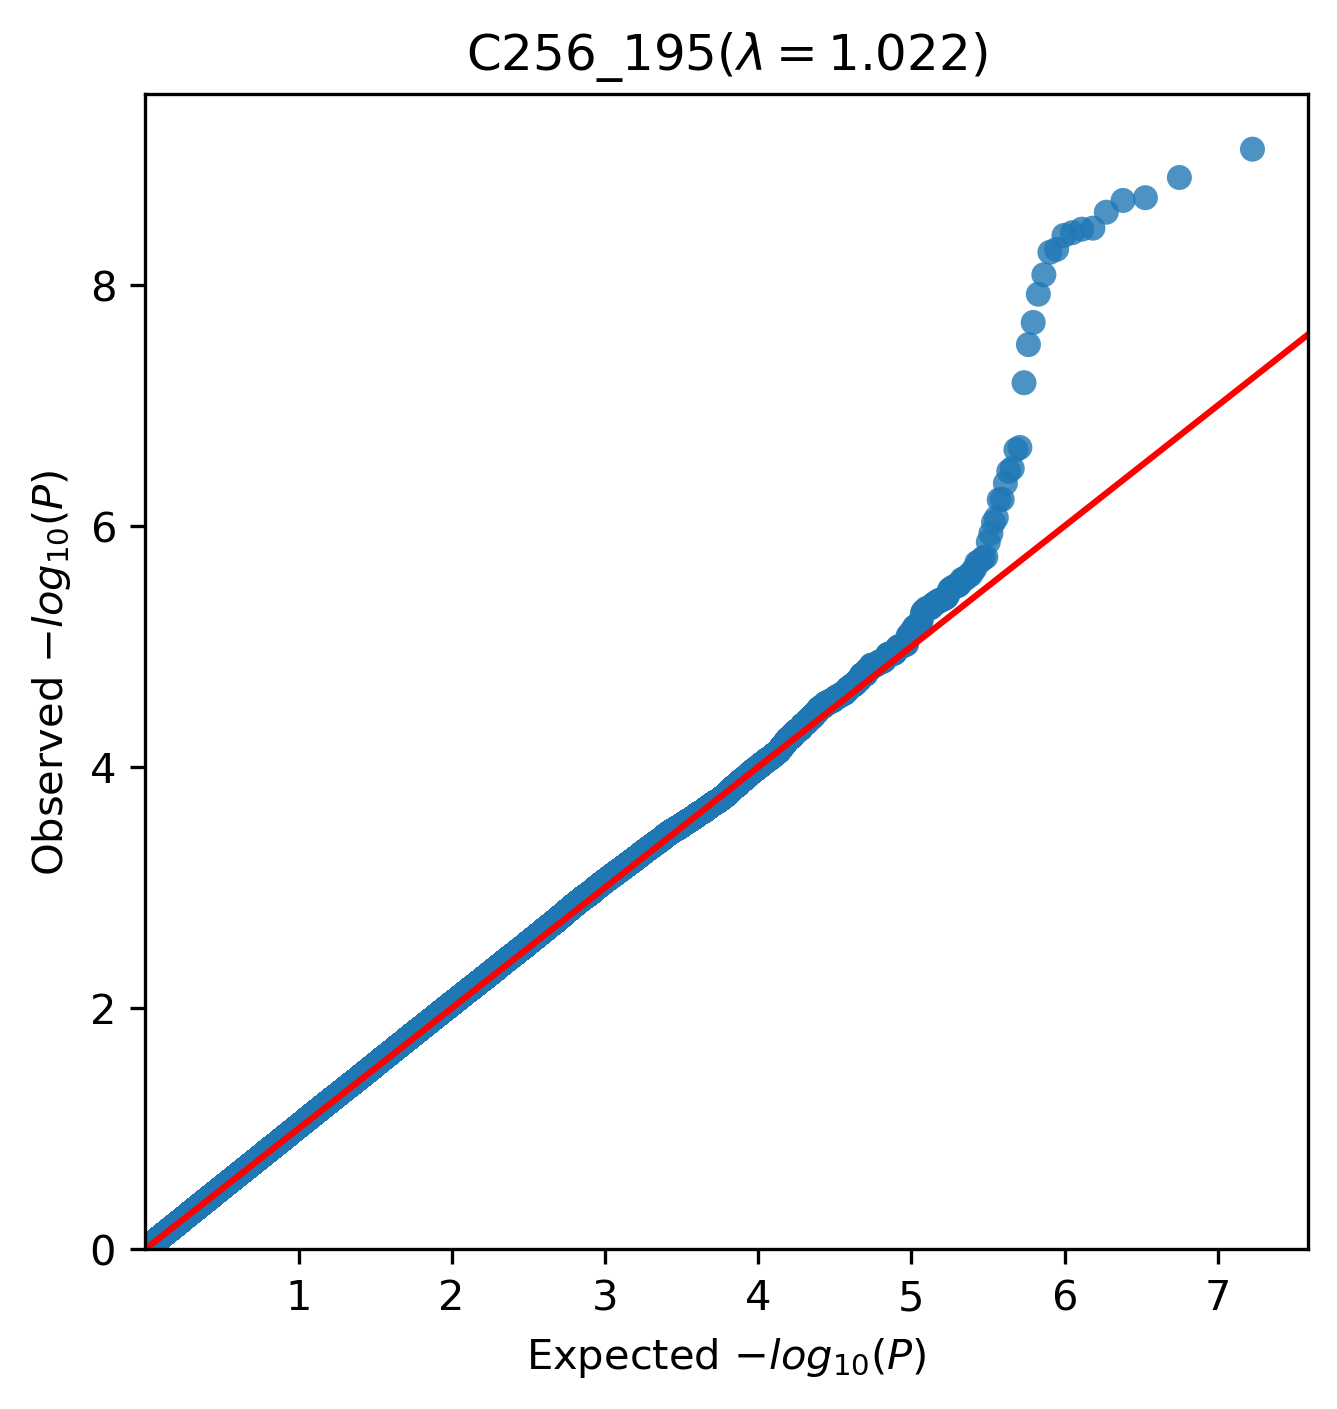 C256_195(λ = 1.022)
8
6
4
2
0
Observed −log₁₀(P)
1 2 3 4 5 6 7
Expected −log₁₀(P)